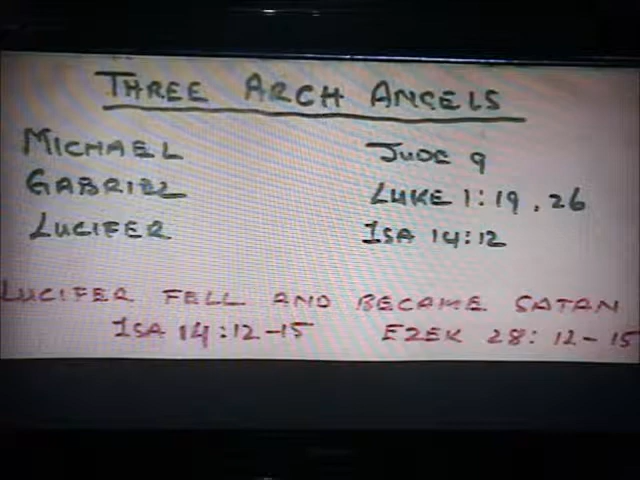 THREE ARCH ANGELS
MICHAEL JUDE 9
GABRIEL LUKE 1:19, 26
LUCIFER ISA 14:12
LUCIFER FELL AND BECAME SATAN
ISA 14:12-15 EZEK 28:12-15